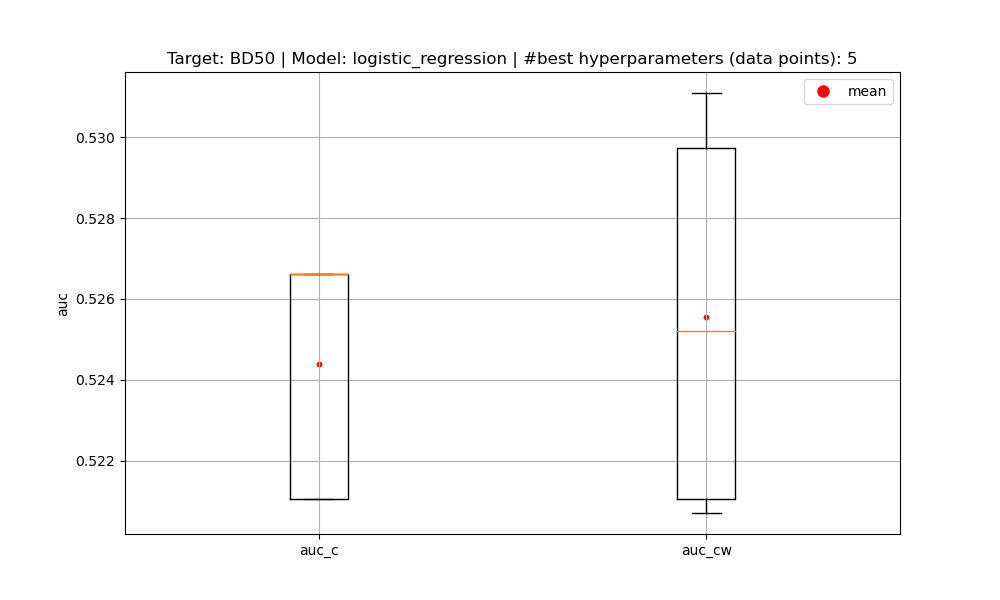 Target: BD50 | Model: logistic_regression | #best hyperparameters (data points): 5
mean
0.530
0.528
0.526
0.524
0.522
auc
auc_c
auc_cw